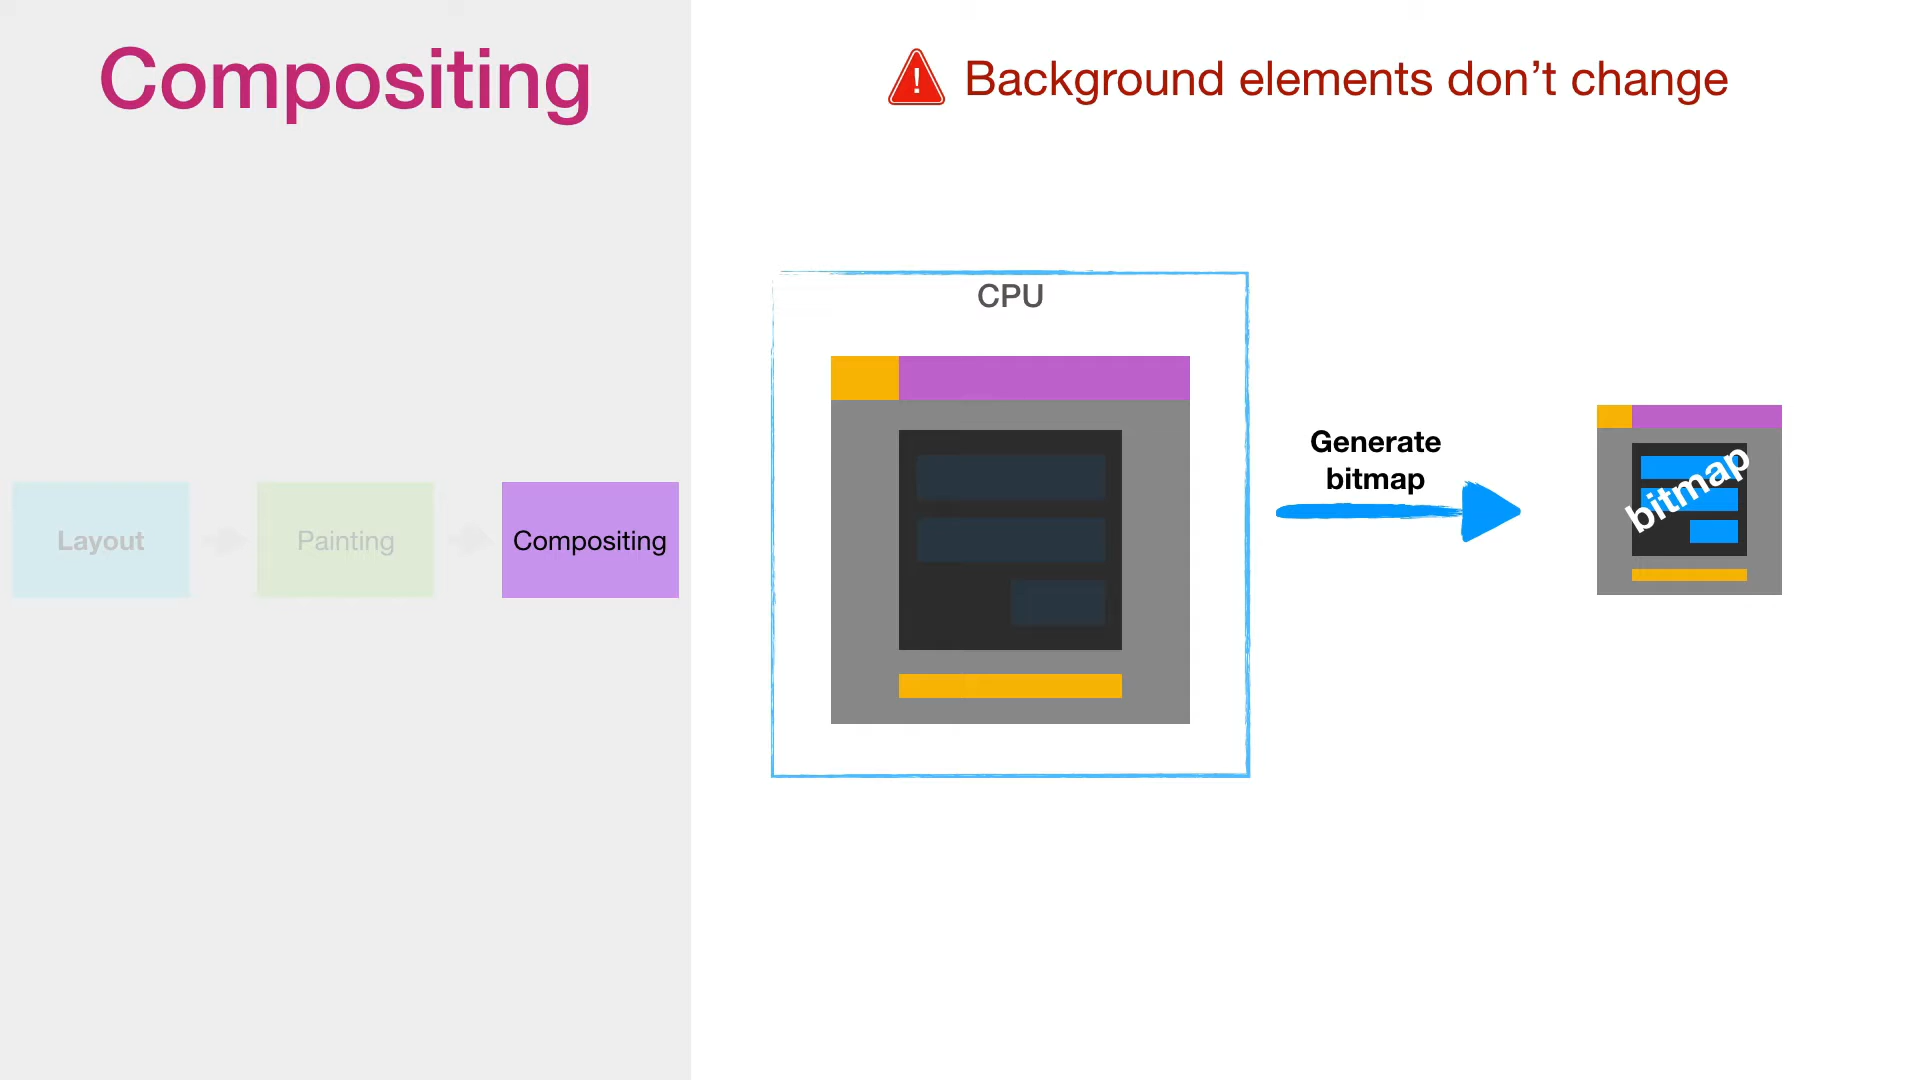 Compositing
! Background elements don’t change
CPU
Generate
bitmap
bitmap
Layout
Painting
Compositing